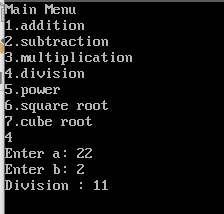 Main Menu
1.addition
2.subtraction
3.multiplication
4.division
5.power
6.square root
7.cube root
4
Enter a: 22
Enter b: 2
Division : 11